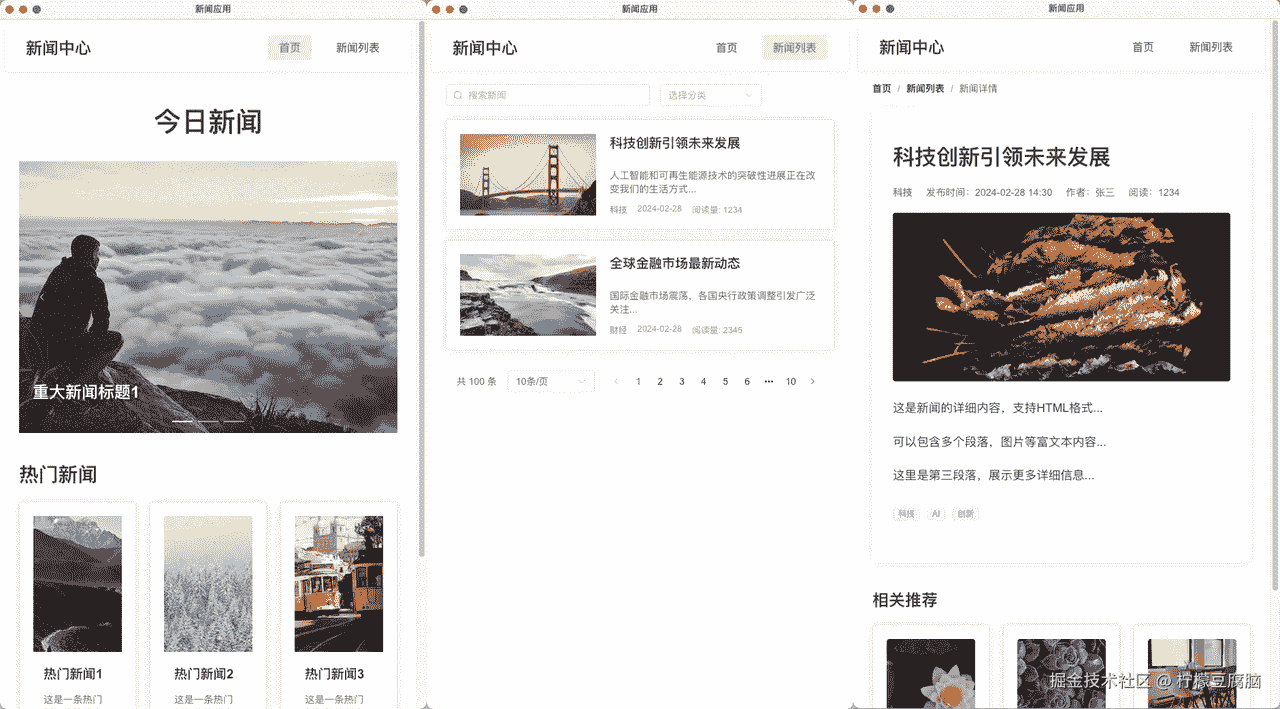 新闻应用
新闻中心
首页
新闻列表
今日新闻
重大新闻标题1
热门新闻
热门新闻1
热门新闻2
热门新闻3
这是一条热门
这是一条热门
这是一条热门
新闻应用
新闻中心
首页
新闻列表
搜索新闻
选择分类
科技创新引领未来发展
人工智能和可再生能源技术的突破性进展正在改
变我们的生活方式...
科技 2024-02-28 阅读量: 1234
全球金融市场最新动态
国际金融市场震荡，各国央行政策调整引发广泛
关注...
财经 2024-02-28 阅读量: 2345
共 100 条 10条/页 1 2 3 4 5 6 ••• 10
新闻应用
新闻中心
首页
新闻列表
首页 / 新闻列表 / 新闻详情
科技创新引领未来发展
科技 发布时间：2024-02-28 14:30 作者：张三 阅读：1234
这是新闻的详细内容，支持HTML格式...
可以包含多个段落，图片等富文本内容...
这里是第三段落，展示更多详细信息...
科技 AI 创新
相关推荐
掘金技术社区 @ 柠檬豆腐脑